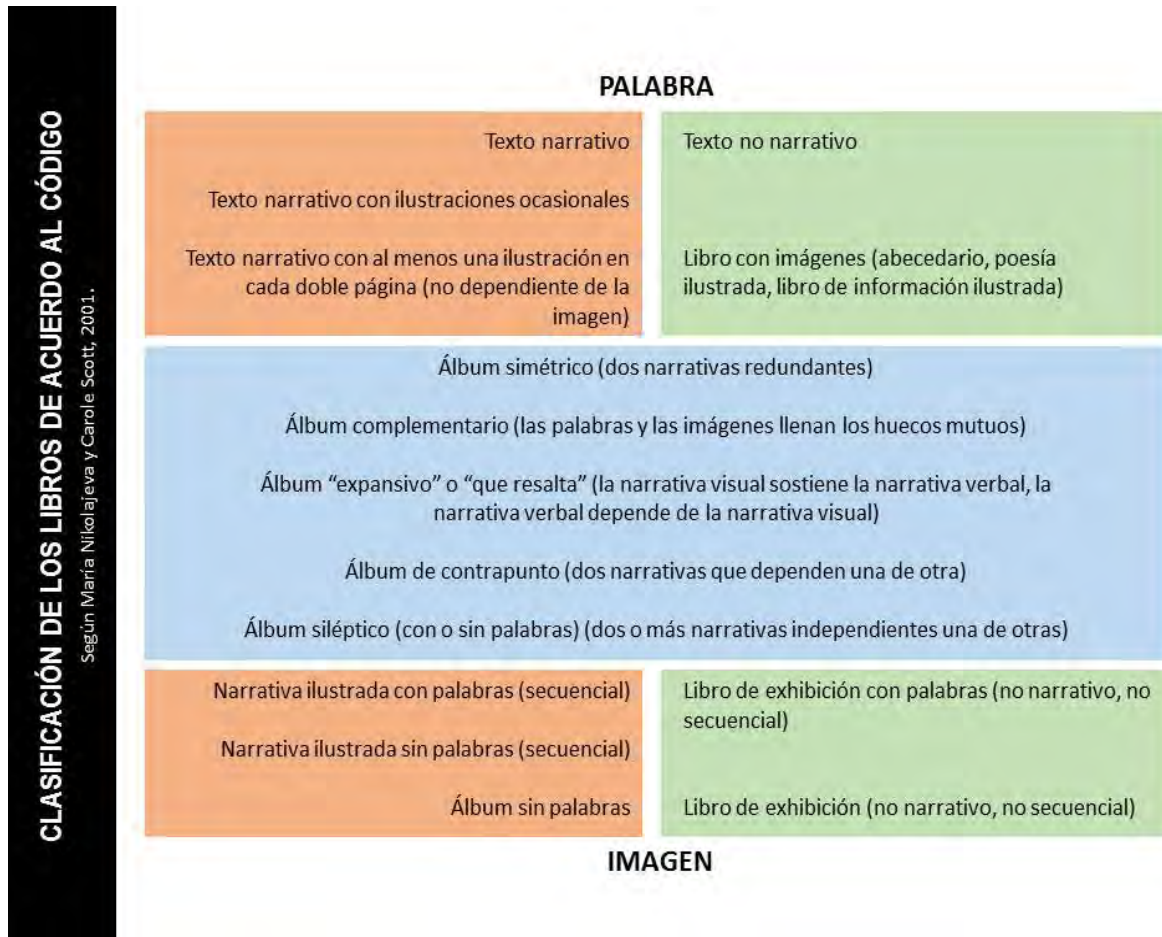 CLASIFICACIÓN DE LOS LIBROS DE ACUERDO AL CÓDIGO
Según María Nikolajeva y Carole Scott, 2001.
PALABRA
Texto narrativo
Texto narrativo con ilustraciones ocasionales
Texto narrativo con al menos una ilustración en
cada doble página (no dependiente de la
imagen)
Texto no narrativo
Libro con imágenes (abecedario, poesía
ilustrada, libro de información ilustrada)
Álbum simétrico (dos narrativas redundantes)
Álbum complementario (las palabras y las imágenes llenan los huecos mutuos)
Álbum “expansivo” o “que resalta” (la narrativa visual sostiene la narrativa verbal, la
narrativa verbal depende de la narrativa visual)
Álbum de contrapunto (dos narrativas que dependen una de otra)
Álbum siléptico (con o sin palabras) (dos o más narrativas independientes una de otras)
Narrativa ilustrada con palabras (secuencial)
Narrativa ilustrada sin palabras (secuencial)
Álbum sin palabras
Libro de exhibición con palabras (no narrativo, no
secuencial)
Libro de exhibición (no narrativo, no secuencial)
IMAGEN